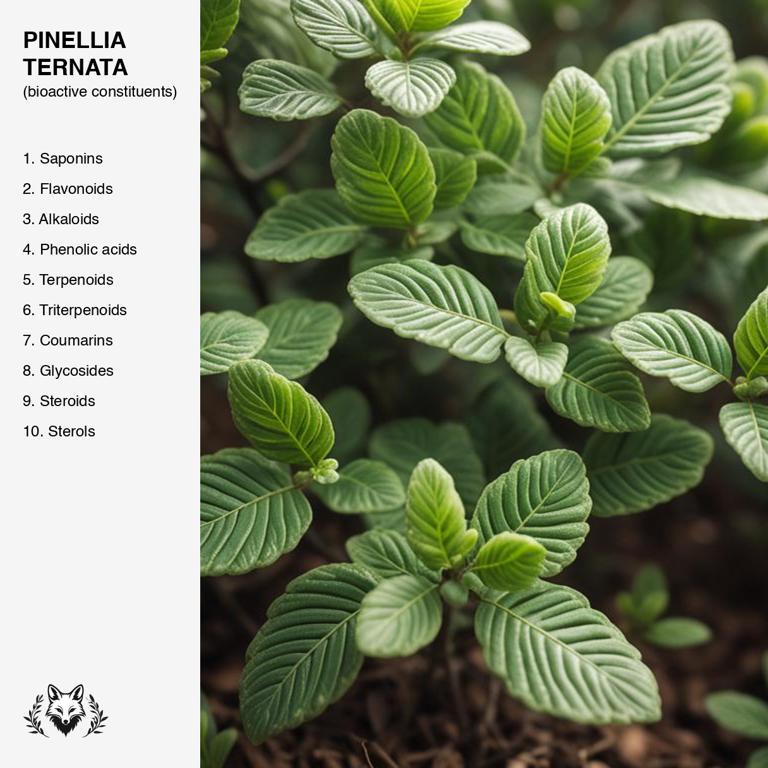 PINELLIA
TERNATA
(bioactive constituents)
1. Saponins
2. Flavonoids
3. Alkaloids
4. Phenolic acids
5. Terpenoids
6. Triterpenoids
7. Coumarins
8. Glycosides
9. Steroids
10. Sterols